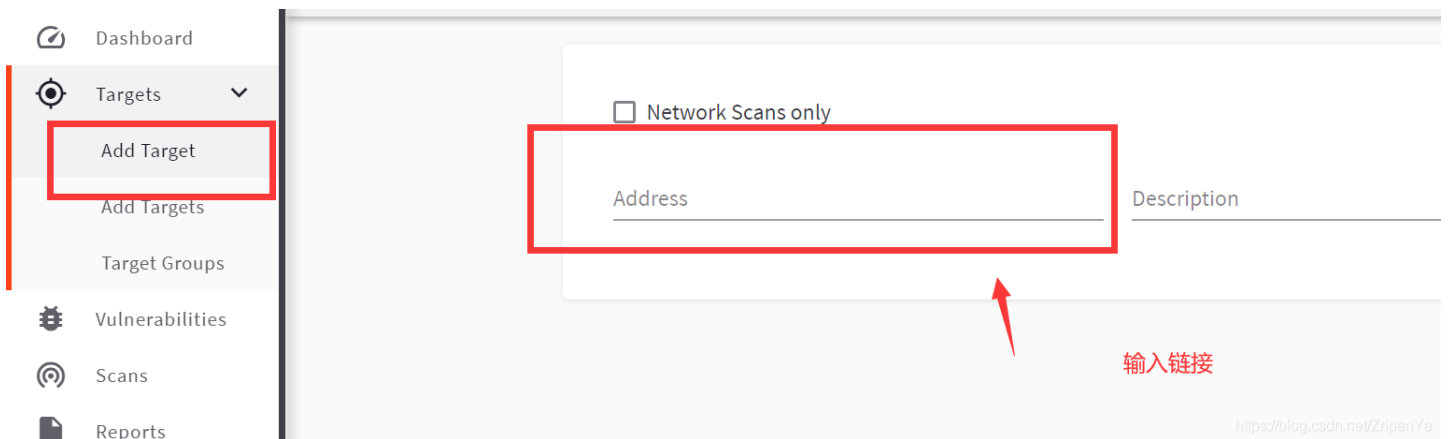 Dashboard
Targets
Add Target
Add Targets
Target Groups
Vulnerabilities
Scans
Reports
Network Scans only
Address
Description
输入链接
https://blog.csdn.net/ZripenYe